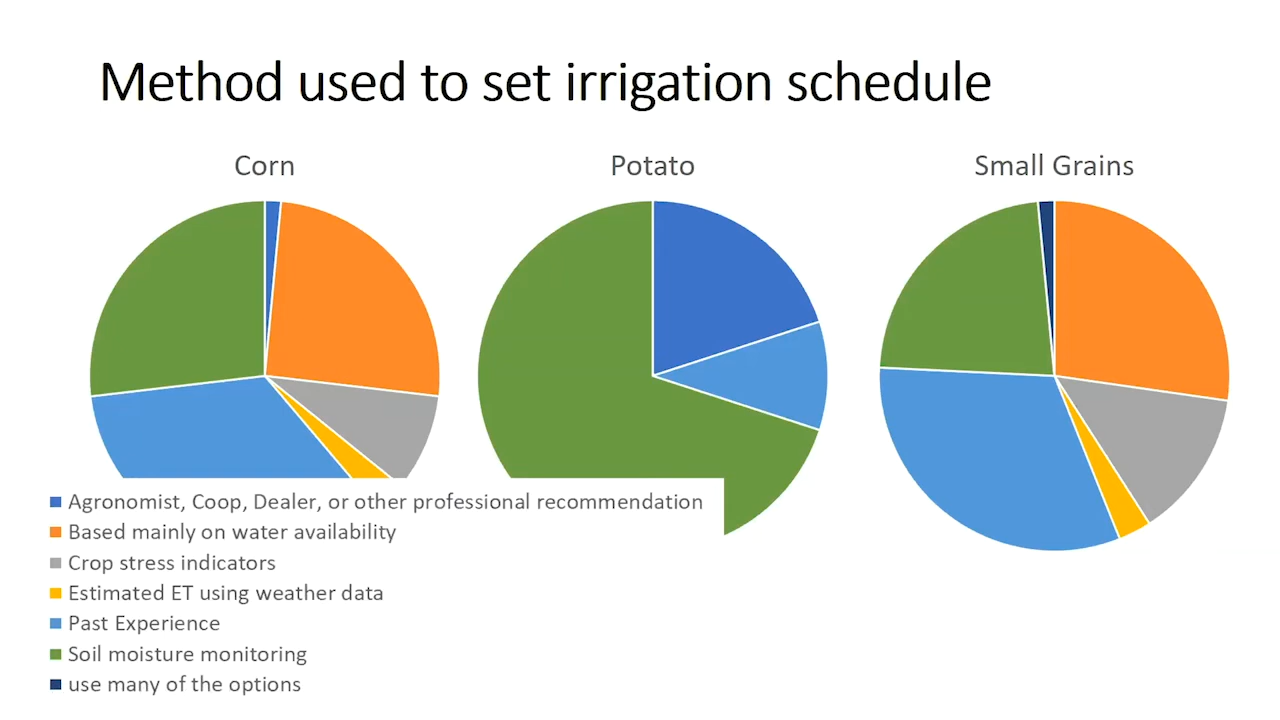 Method used to set irrigation schedule
Corn
Potato
Small Grains
Agronomist, Coop, Dealer, or other professional recommendation
Based mainly on water availability
Crop stress indicators
Estimated ET using weather data
Past Experience
Soil moisture monitoring
use many of the options